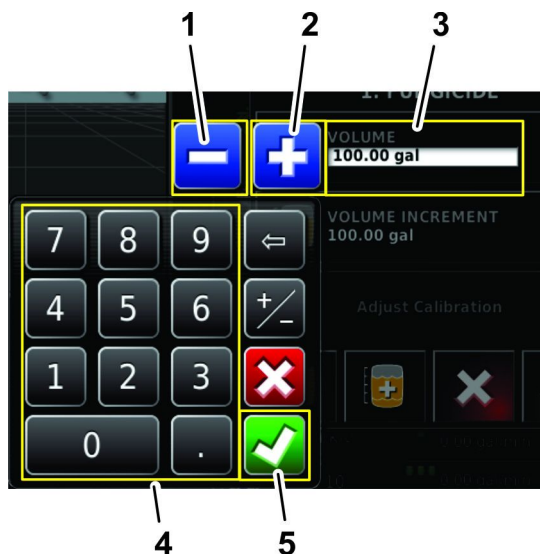 1 2 3
1. FUNGICIDE
VOLUME
100.00 gal
VOLUME INCREMENT
100.00 gal
7 8 9
4 5 6 +/-
Adjust Calibration
1 2 3
0 .
4 5